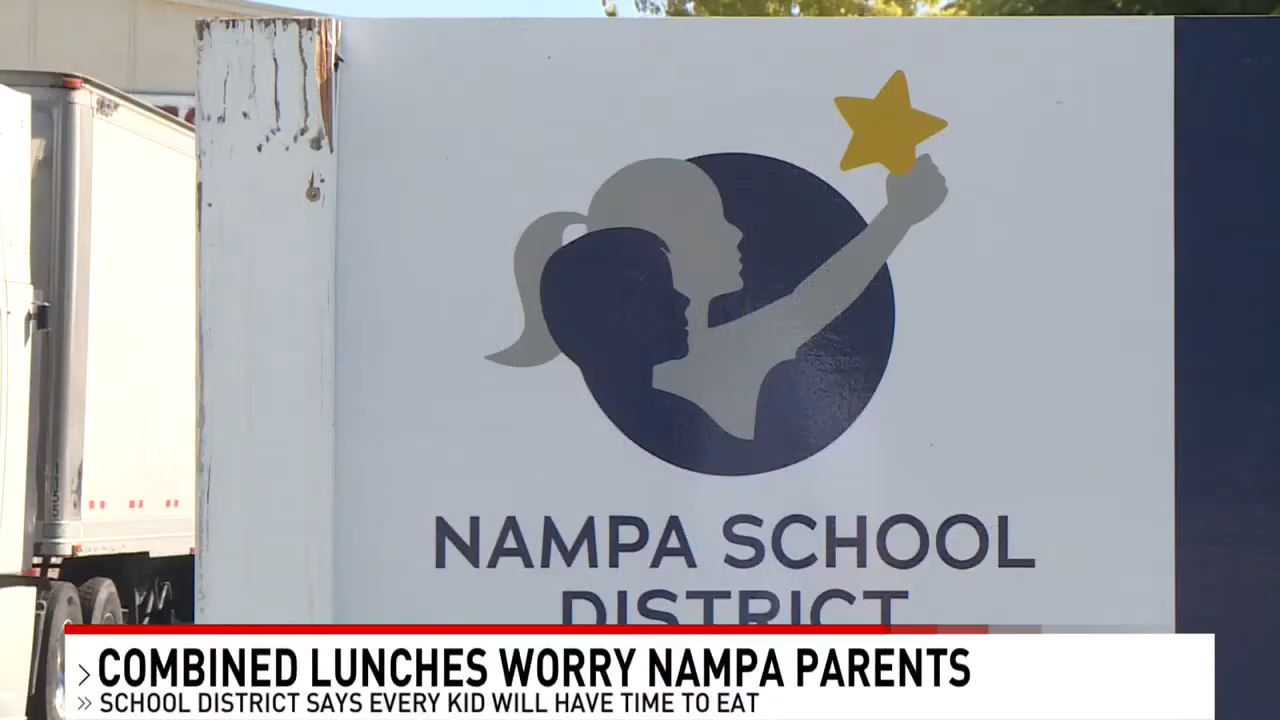 NAMPA SCHOOL
DISTRICT
COMBINED LUNCHES WORRY NAMPA PARENTS
SCHOOL DISTRICT SAYS EVERY KID WILL HAVE TIME TO EAT